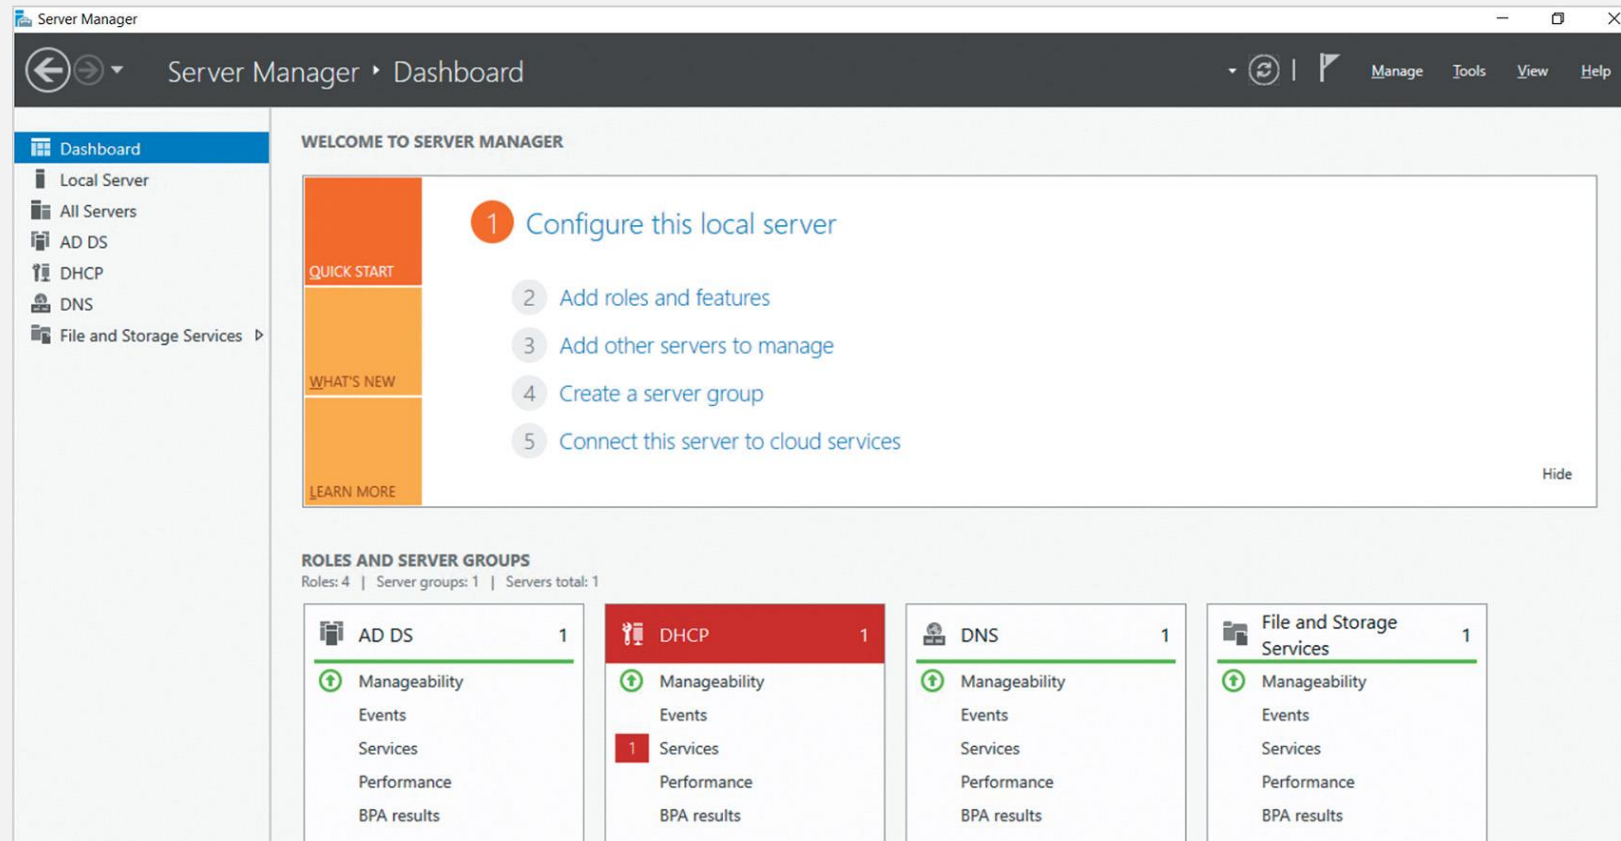 Server Manager
Server Manager ‣ Dashboard
Manage Tools View Help
Dashboard
Local Server
All Servers
AD DS
DHCP
DNS
File and Storage Services
WELCOME TO SERVER MANAGER
QUICK START
WHAT'S NEW
LEARN MORE
1 Configure this local server
2 Add roles and features
3 Add other servers to manage
4 Create a server group
5 Connect this server to cloud services
Hide
ROLES AND SERVER GROUPS
Roles: 4 | Server groups: 1 | Servers total: 1
AD DS 1
Manageability
Events
Services
Performance
BPA results
DHCP 1
Manageability
Events
1 Services
Performance
BPA results
DNS 1
Manageability
Events
Services
Performance
BPA results
File and Storage
Services 1
Manageability
Events
Services
Performance
BPA results